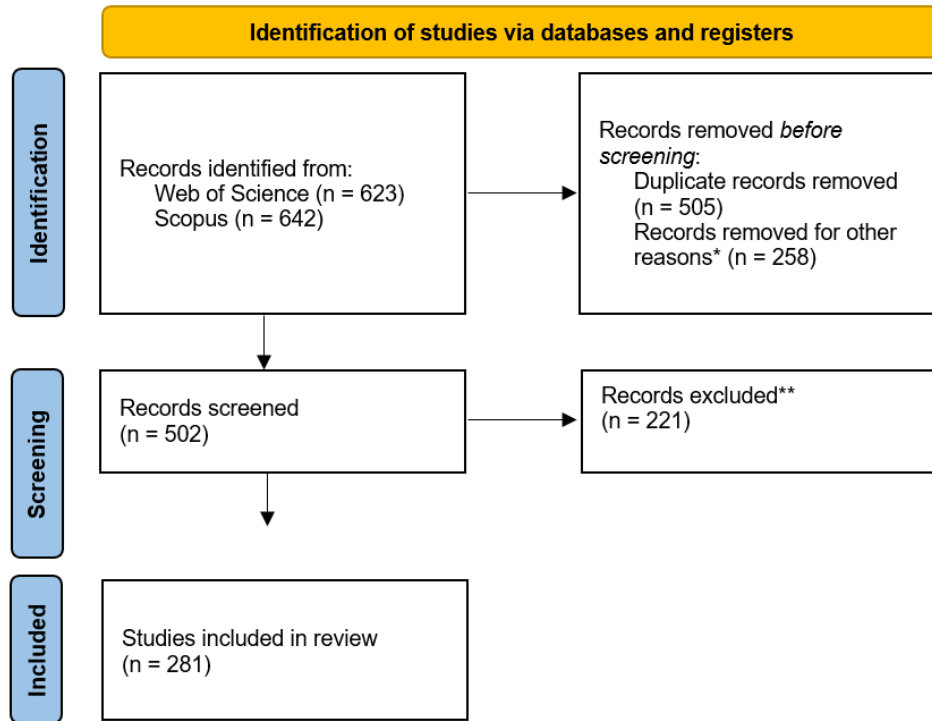 Identification of studies via databases and registers
Identification
Records identified from:
Web of Science (n = 623)
Scopus (n = 642)
Records removed before
screening:
Duplicate records removed
(n = 505)
Records removed for other
reasons* (n = 258)
Screening
Records screened
(n = 502)
Records excluded**
(n = 221)
Included
Studies included in review
(n = 281)